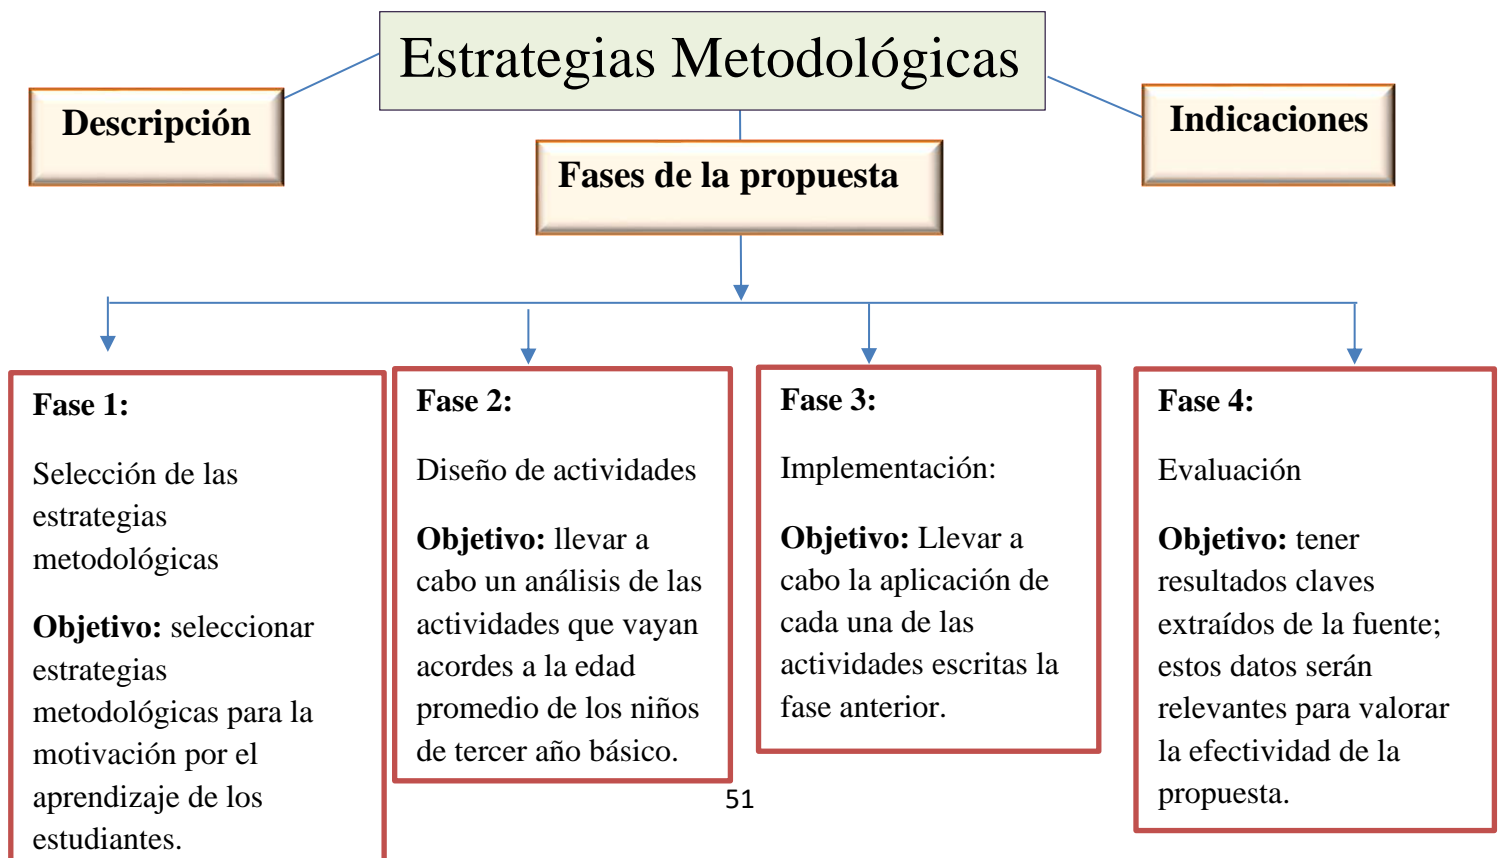 Estrategias Metodológicas
Descripción
Indicaciones
Fases de la propuesta
Fase 1:
Selección de las
estrategias
metodológicas
Objetivo: seleccionar
estrategias
metodológicas para la
motivación por el
aprendizaje de los
estudiantes.
Fase 2:
Diseño de actividades
Objetivo: llevar a
cabo un análisis de las
actividades que vayan
acordes a la edad
promedio de los niños
de tercer año básico.
Fase 3:
Implementación:
Objetivo: Llevar a
cabo la aplicación de
cada una de las
actividades escritas la
fase anterior.
Fase 4:
Evaluación
Objetivo: tener
resultados claves
extraídos de la fuente;
estos datos serán
relevantes para valorar
la efectividad de la
propuesta.
51